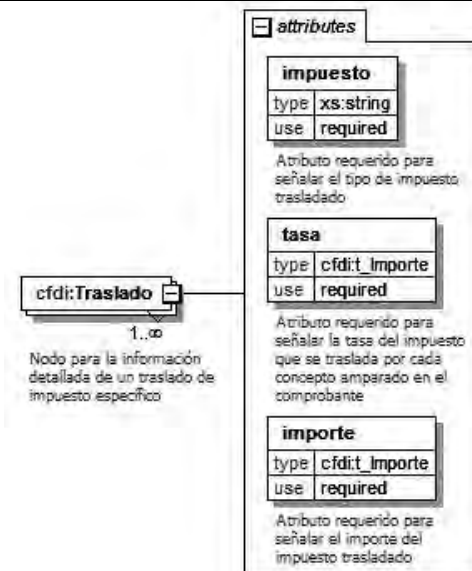 attributes
impuesto
type xs:string
use required
Atributo requerido para
señalar el tipo de impuesto
trasladado
tasa
type cfdi:t_Importe
use required
Atributo requerido para
señalar la tasa del impuesto
que se traslada por cada
concepto amparado en el
comprobante
cfdi:Traslado
1..∞
Nodo para la información
detallada de un traslado de
impuesto específico
importe
type cfdi:t_Importe
use required
Atributo requerido para
señalar el importe del
impuesto trasladado